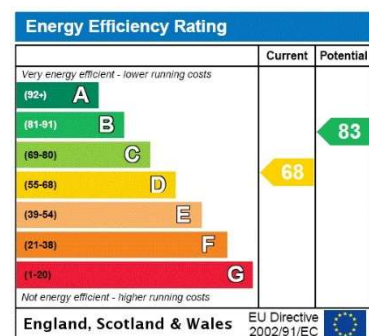 Energy Efficiency Rating
Current Potential
Very energy efficient - lower running costs
(92+) A
(81-91) B
83
(69-80) C
68
(55-68) D
(39-54) E
(21-38) F
(1-20) G
Not energy efficient - higher running costs
England, Scotland & Wales
EU Directive
2002/91/EC